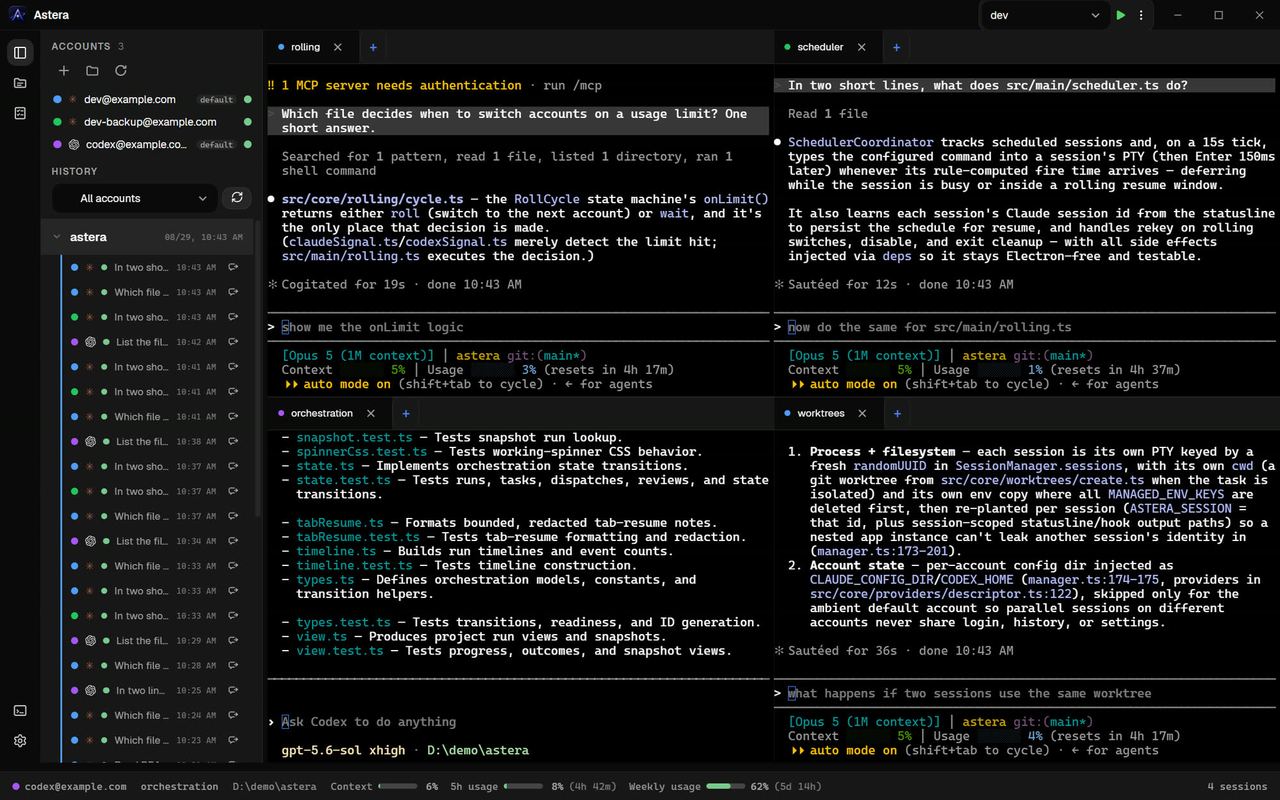 Astera
dev
ACCOUNTS 3
dev@example.com default
dev-backup@example.com
codex@example.co... default
HISTORY
All accounts
astera 08/29, 10:43 AM
In two sho... 10:43 AM
Which file ... 10:43 AM
In two sho... 10:43 AM
List the fil... 10:42 AM
In two sho... 10:41 AM
In two sho... 10:41 AM
Which file ... 10:41 AM
List the fil... 10:38 AM
In two sho... 10:37 AM
In two sho... 10:37 AM
Which file ... 10:37 AM
List the fil... 10:34 AM
Which file ... 10:33 AM
In two sho... 10:33 AM
In two sho... 10:33 AM
List the fil... 10:29 AM
Which file ... 10:28 AM
In two lin... 10:25 AM
Which file ... 10:24 AM
Which file ... 10:23 AM
rolling
+
‼ 1 MCP server needs authentication · run /mcp
> Which file decides when to switch accounts on a usage limit? One
short answer.
Searched for 1 pattern, read 1 file, listed 1 directory, ran 1
shell command
● src/core/rolling/cycle.ts — the RollCycle state machine's onLimit()
returns either roll (switch to the next account) or wait, and it's
the only place that decision is made.
(claudeSignal.ts/codexSignal.ts merely detect the limit hit;
src/main/rolling.ts executes the decision.)
✻ Cogitated for 19s · done 10:43 AM
> show me the onLimit logic
[Opus 5 (1M context)] | astera git:(main*)
Context 5% | Usage 3% (resets in 4h 17m)
⏵⏵ auto mode on (shift+tab to cycle) · ← for agents
scheduler
+
> In two short lines, what does src/main/scheduler.ts do?
Read 1 file
● SchedulerCoordinator tracks scheduled sessions and, on a 15s tick,
types the configured command into a session's PTY (then Enter 150ms
later) whenever its rule-computed fire time arrives — deferring
while the session is busy or inside a rolling resume window.
It also learns each session's Claude session id from the statusline
to persist the schedule for resume, and handles rekey on rolling
switches, disable, and exit cleanup — with all side effects
injected via deps so it stays Electron-free and testable.
✻ Sautéed for 12s · done 10:43 AM
> now do the same for src/main/rolling.ts
[Opus 5 (1M context)] | astera git:(main*)
Context 5% | Usage 1% (resets in 4h 37m)
⏵⏵ auto mode on (shift+tab to cycle) · ← for agents
orchestration
+
– snapshot.test.ts — Tests snapshot run lookup.
– spinnerCss.test.ts — Tests working-spinner CSS behavior.
– state.ts — Implements orchestration state transitions.
– state.test.ts — Tests runs, tasks, dispatches, reviews, and state
transitions.
– tabResume.ts — Formats bounded, redacted tab-resume notes.
– tabResume.test.ts — Tests tab-resume formatting and redaction.
– timeline.ts — Builds run timelines and event counts.
– timeline.test.ts — Tests timeline construction.
– types.ts — Defines orchestration models, constants, and
transition helpers.
– types.test.ts — Tests transitions, readiness, and ID generation.
– view.ts — Produces project run views and snapshots.
– view.test.ts — Tests progress, outcomes, and snapshot views.
› Ask Codex to do anything
gpt-5.6-sol xhigh · D:\demo\astera
worktrees
+
1. Process + filesystem — each session is its own PTY keyed by a
fresh randomUUID in SessionManager.sessions, with its own cwd (a
git worktree from src/core/worktrees/create.ts when the task is
isolated) and its own env copy where all MANAGED_ENV_KEYS are
deleted first, then re-planted per session (ASTERA_SESSION =
that id, plus session-scoped statusline/hook output paths) so a
nested app instance can't leak another session's identity in
(manager.ts:173-201).
2. Account state — per-account config dir injected as
CLAUDE_CONFIG_DIR/CODEX_HOME (manager.ts:174-175, providers in
src/core/providers/descriptor.ts:122), skipped only for the
ambient default account so parallel sessions on different
accounts never share login, history, or settings.
✻ Sautéed for 36s · done 10:43 AM
> what happens if two sessions use the same worktree
[Opus 5 (1M context)] | astera git:(main*)
Context 5% | Usage 4% (resets in 4h 17m)
⏵⏵ auto mode on (shift+tab to cycle) · ← for agents
codex@example.com orchestration D:\demo\astera Context 6% 5h usage 8% (4h 42m) Weekly usage 62% (5d 14h) 4 sessions